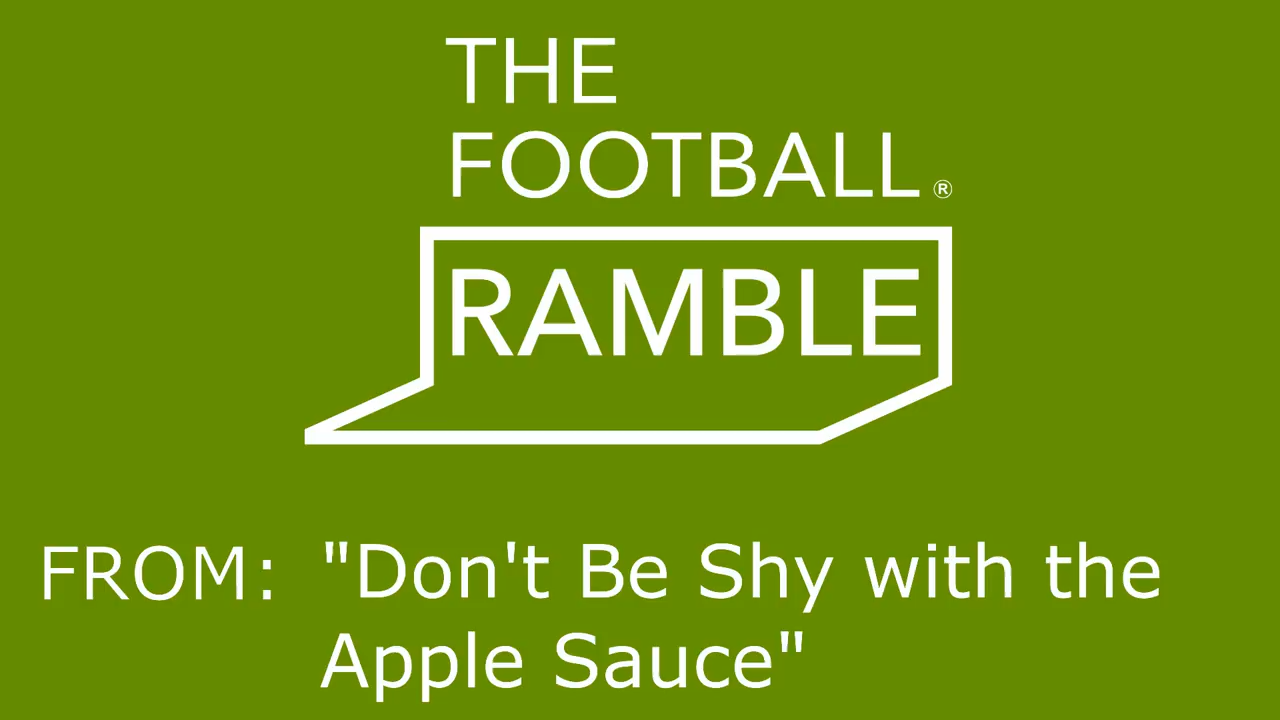 THE
FOOTBALL ®
RAMBLE
FROM: "Don't Be Shy with the
Apple Sauce"